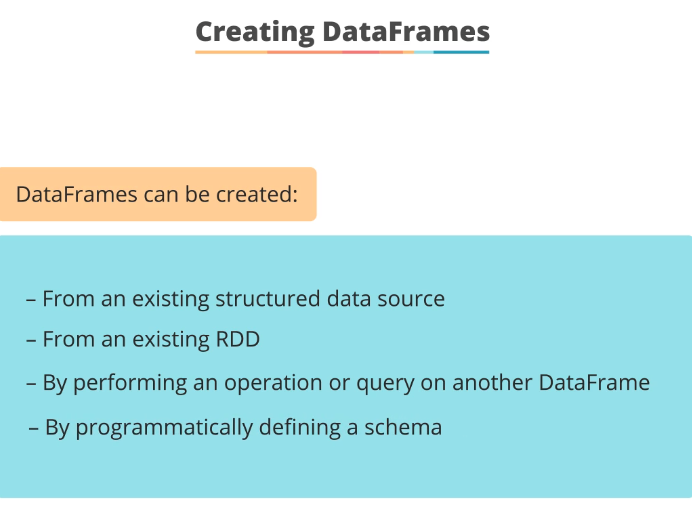 Creating DataFrames
DataFrames can be created:
– From an existing structured data source
– From an existing RDD
– By performing an operation or query on another DataFrame
– By programmatically defining a schema